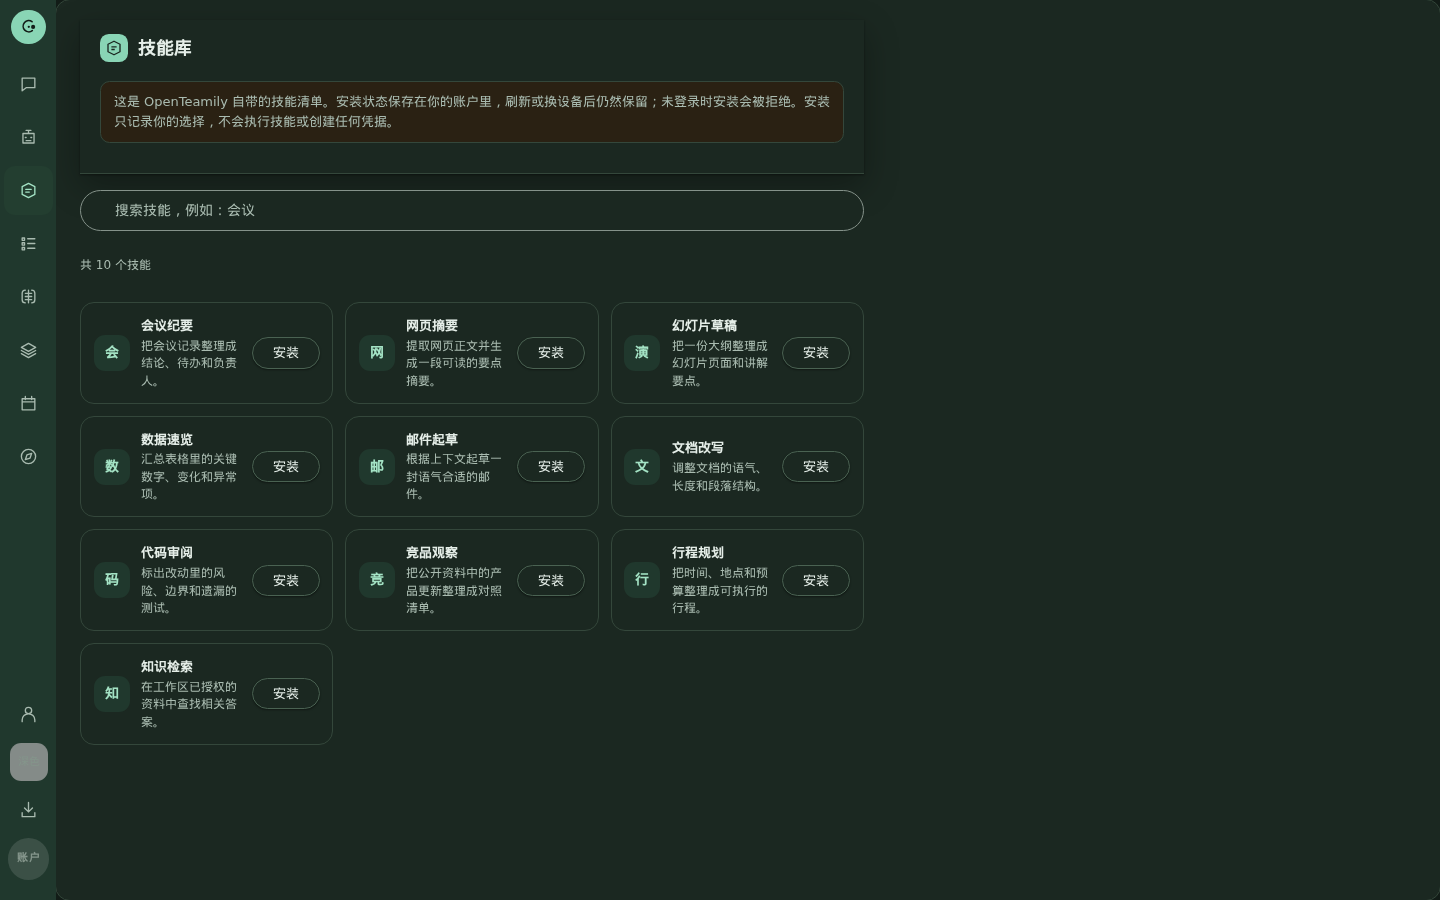 技能库
这是 OpenTeamily 自带的技能清单。安装状态保存在你的账户里，刷新或换设备后仍然保留；未登录时安装会被拒绝。安装
只记录你的选择，不会执行技能或创建任何凭据。
搜索技能，例如：会议
共 10 个技能
会
会议纪要
把会议记录整理成
结论、待办和负责
人。
安装
网
网页摘要
提取网页正文并生
成一段可读的要点
摘要。
安装
演
幻灯片草稿
把一份大纲整理成
幻灯片页面和讲解
要点。
安装
数
数据速览
汇总表格里的关键
数字、变化和异常
项。
安装
邮
邮件起草
根据上下文起草一
封语气合适的邮
件。
安装
文
文档改写
调整文档的语气、
长度和段落结构。
安装
码
代码审阅
标出改动里的风
险、边界和遗漏的
测试。
安装
竞
竞品观察
把公开资料中的产
品更新整理成对照
清单。
安装
行
行程规划
把时间、地点和预
算整理成可执行的
行程。
安装
知
知识检索
在工作区已授权的
资料中查找相关答
案。
安装
账户